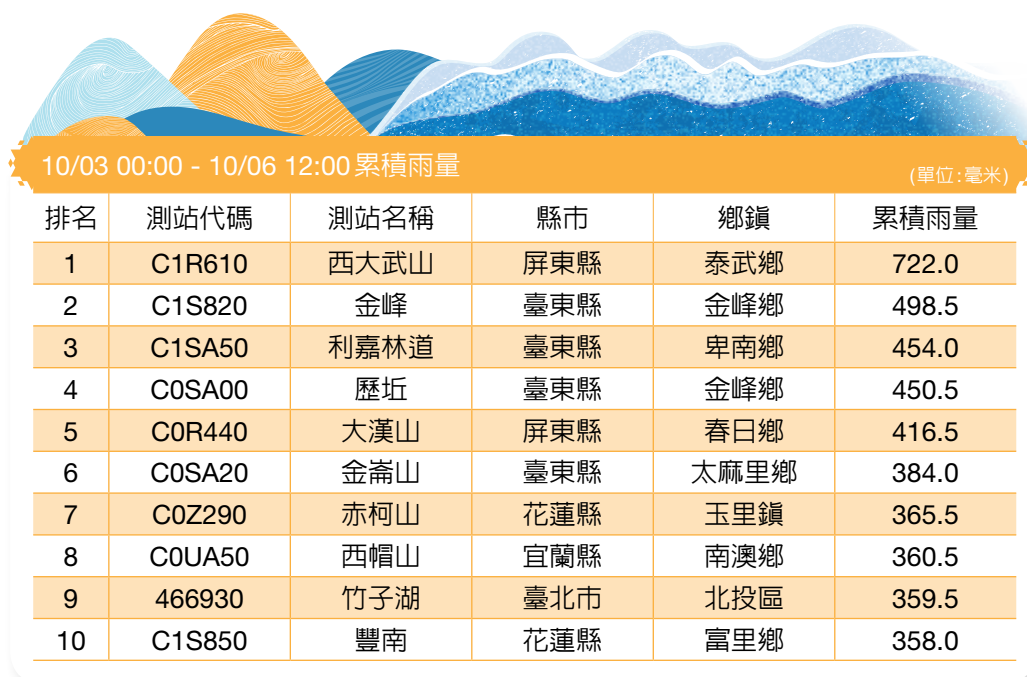 10/03 00:00 - 10/06 12:00累積雨量 (單位:毫米)
排名 測站代碼 測站名稱 縣市 鄉鎮 累積雨量
1 C1R610 西大武山 屏東縣 泰武鄉 722.0
2 C1S820 金峰 臺東縣 金峰鄉 498.5
3 C1SA50 利嘉林道 臺東縣 卑南鄉 454.0
4 C0SA00 歷坵 臺東縣 金峰鄉 450.5
5 C0R440 大漢山 屏東縣 春日鄉 416.5
6 C0SA20 金崙山 臺東縣 太麻里鄉 384.0
7 C0Z290 赤柯山 花蓮縣 玉里鎮 365.5
8 C0UA50 西帽山 宜蘭縣 南澳鄉 360.5
9 466930 竹子湖 臺北市 北投區 359.5
10 C1S850 豐南 花蓮縣 富里鄉 358.0